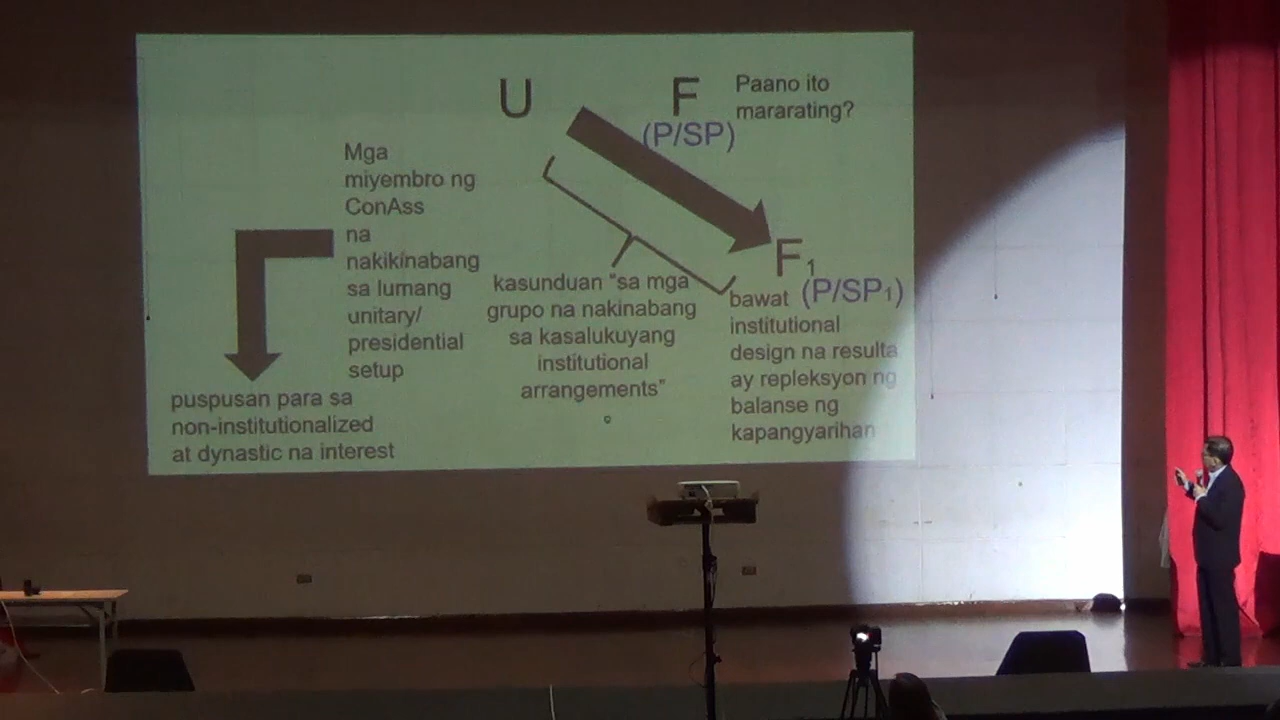 U
F
(P/SP)
Paano ito
mararating?
Mga
miyembro ng
ConAss
na
nakikinabang
sa lumang
unitary/
presidential
setup
puspusan para sa
non-institutionalized
at dynastic na interest
kasunduan "sa mga
grupo na nakinabang
sa kasalukuyang
institutional
arrangements"
F₁
(P/SP₁)
bawat
institutional
design na resulta
ay repleksyon ng
balanse ng
kapangyarihan